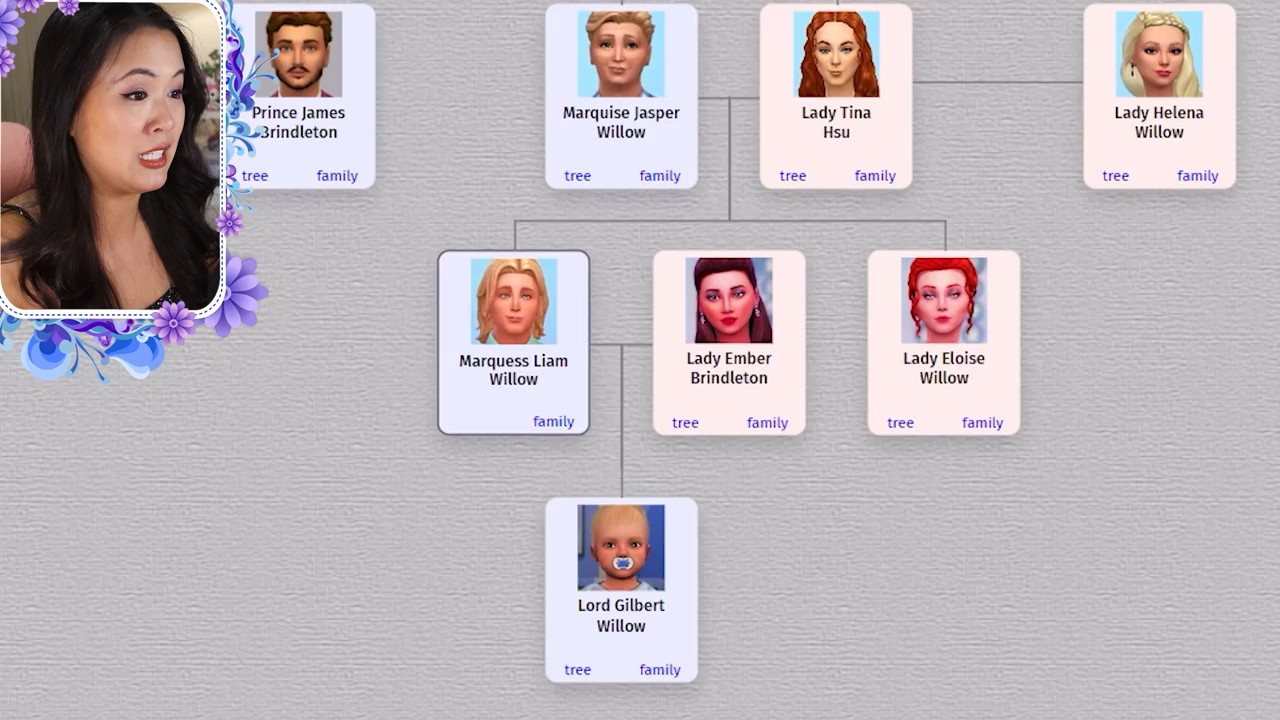 Prince James
Brindleton
tree family
Marquise Jasper
Willow
tree family
Lady Tina
Hsu
tree family
Lady Helena
Willow
tree family
Marquess Liam
Willow
family
Lady Ember
Brindleton
tree family
Lady Eloise
Willow
tree family
Lord Gilbert
Willow
tree family